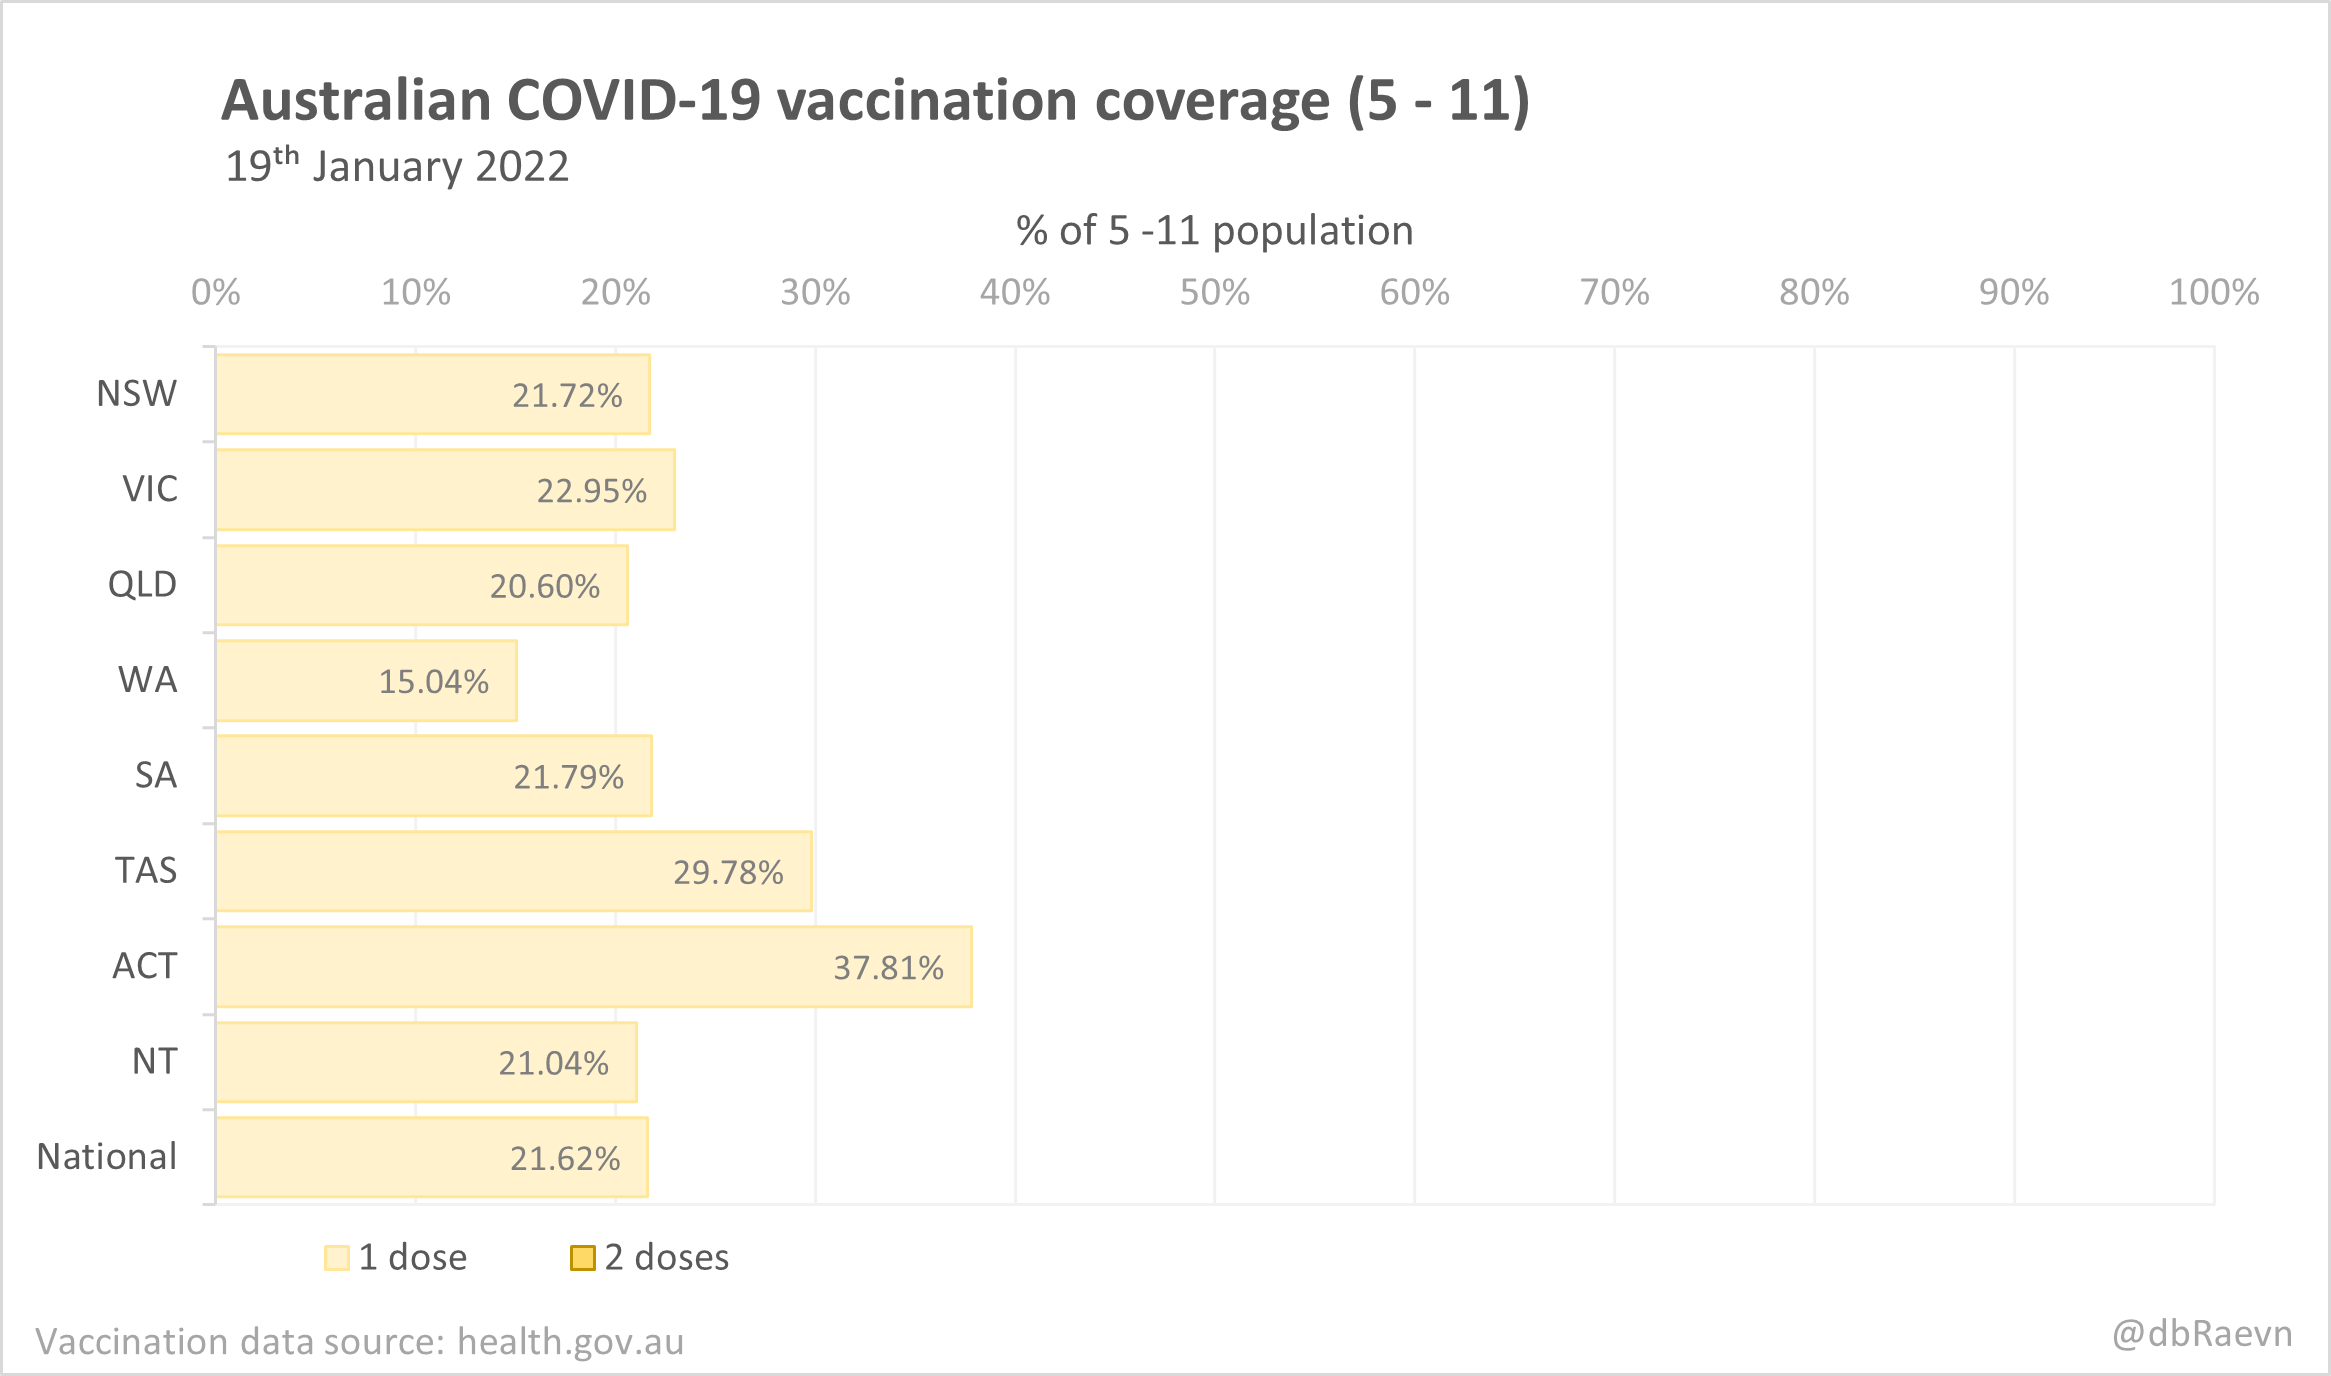 Australian COVID-19 vaccination coverage (5 - 11)
19th January 2022
% of 5 -11 population
0% 10% 20% 30% 40% 50% 60% 70% 80% 90% 100%
NSW 21.72%
VIC 22.95%
QLD 20.60%
WA 15.04%
SA 21.79%
TAS 29.78%
ACT 37.81%
NT 21.04%
National 21.62%
1 dose 2 doses
Vaccination data source: health.gov.au
@dbRaevn